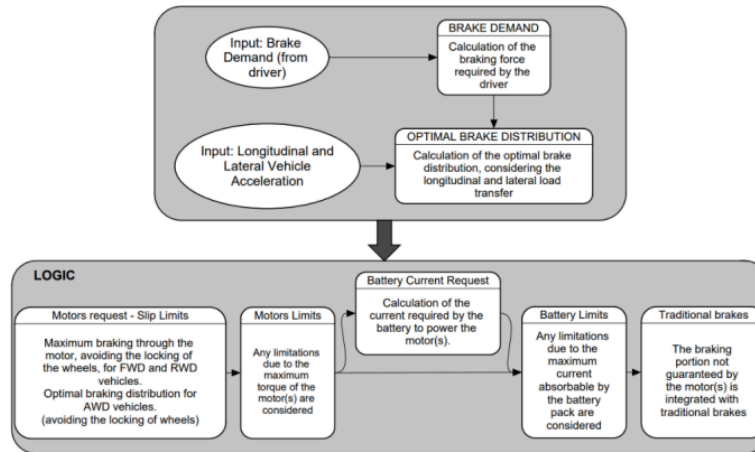 Input: Brake
Demand (from
driver)
BRAKE DEMAND
Calculation of the
braking force
required by the
driver
Input: Longitudinal and
Lateral Vehicle
Acceleration
OPTIMAL BRAKE DISTRIBUTION
Calculation of the optimal brake
distribution, considering the
longitudinal and lateral load
transfer
LOGIC
Motors request - Slip Limits
Maximum braking through the
motor, avoiding the locking of
the wheels, for FWD and RWD
vehicles.
Optimal braking distribution for
AWD vehicles.
(avoiding the locking of wheels)
Motors Limits
Any limitations
due to the
maximum
torque of the
motor(s) are
considered
Battery Current Request
Calculation of the
current required by the
battery to power the
motor(s).
Battery Limits
Any limitations
due to the
maximum
current
absorbable by
the battery
pack are
considered
Traditional brakes
The braking
portion not
guaranteed by
the motor(s) is
integrated with
traditional brakes